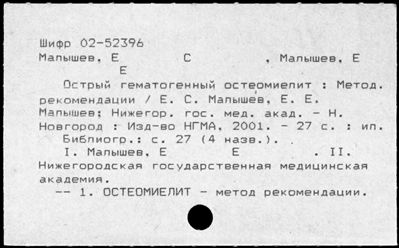 Шифр 02-52396
Малышев, Е С , Малышев, Е
Е
Острый гематогенный остеомиелит : Метод.
рекомендации / Е. С. Малышев, Е. Е.
Малышев; Нижегор. гос. мед. акад. - Н.
Новгород : Изд-во НГМА, 2001. - 27 с. : ил.
Библиогр.: с. 27 (4 назв.).
I. Малышев, Е Е . II.
Нижегородская государственная медицинская
академия.
-- 1. ОСТЕОМИЕЛИТ - метод рекомендации.